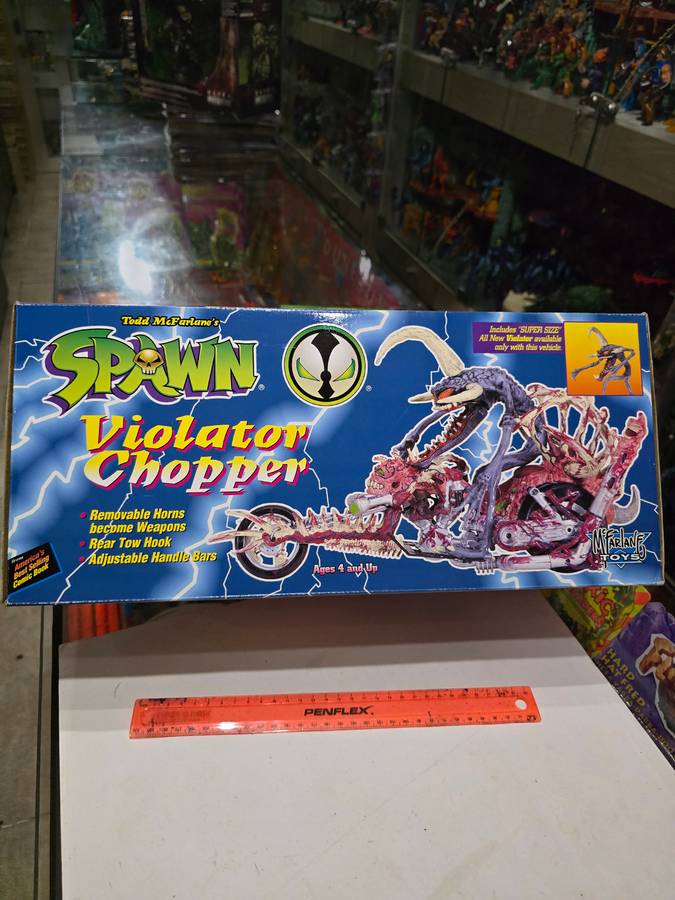 Todd McFarlane's
SPAWN®
®
Includes "SUPER SIZE"
All New Violator available
only with this vehicle.
Violator
Chopper
• Removable Horns
become Weapons
• Rear Tow Hook
• Adjustable Handle Bars
America's
Best Selling
Comic Book
Ages 4 and Up
McFarlane
TOYS
PENFLEX
HARD
FRED